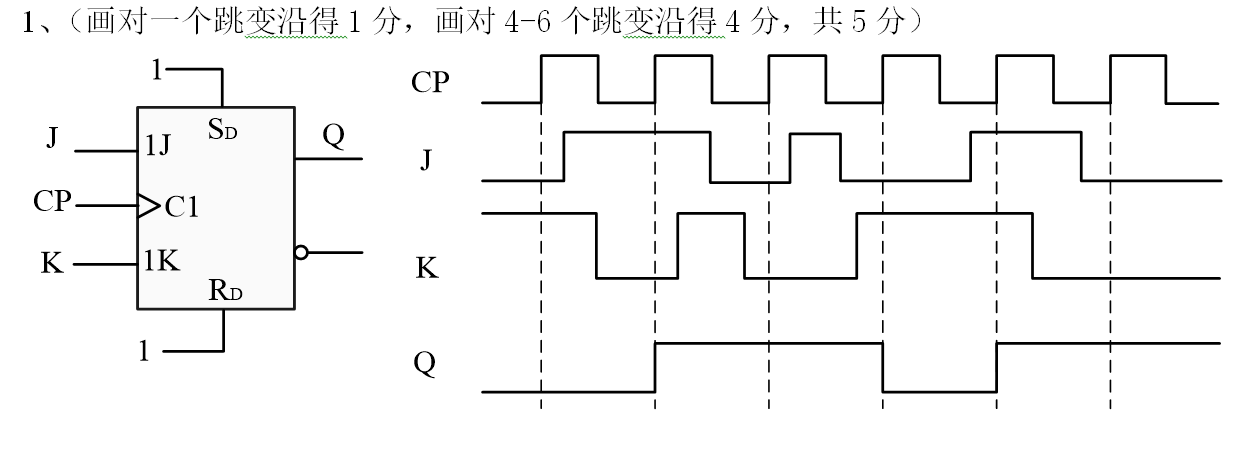 1、（画对一个跳变沿得 1 分，画对 4-6 个跳变沿得 4 分，共 5 分）
1
CP
SD
Q
J
1J
J
CP
C1
K
1K
K
RD
1
Q